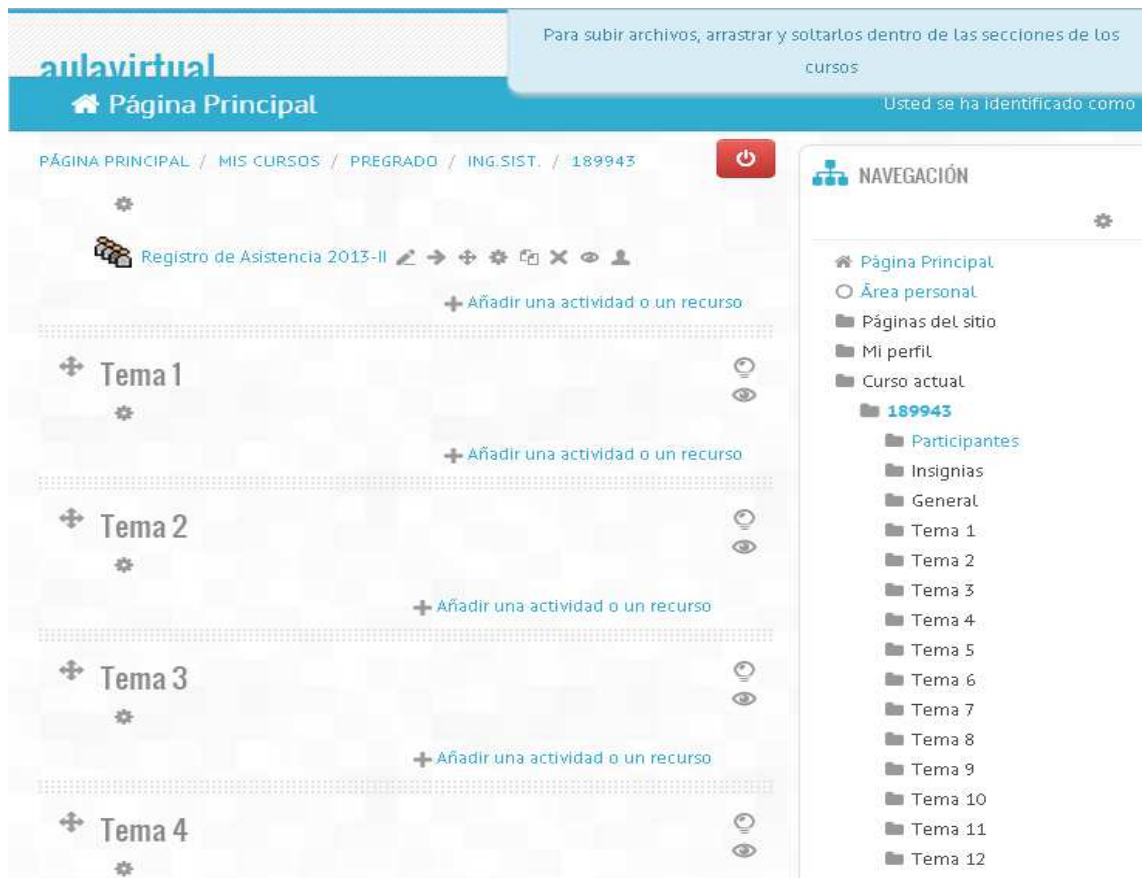 Para subir archivos, arrastrar y soltarlos dentro de las secciones de los
cursos
aulavirtual
Página Principal
Usted se ha identificado como
PÁGINA PRINCIPAL / MIS CURSOS / PREGRADO / ING.SIST. / 189943
Registro de Asistencia 2013-II
Añadir una actividad o un recurso
Tema 1
Añadir una actividad o un recurso
Tema 2
Añadir una actividad o un recurso
Tema 3
Añadir una actividad o un recurso
Tema 4
NAVEGACIÓN
Página Principal
Área personal
Páginas del sitio
Mi perfil
Curso actual
189943
Participantes
Insignias
General
Tema 1
Tema 2
Tema 3
Tema 4
Tema 5
Tema 6
Tema 7
Tema 8
Tema 9
Tema 10
Tema 11
Tema 12